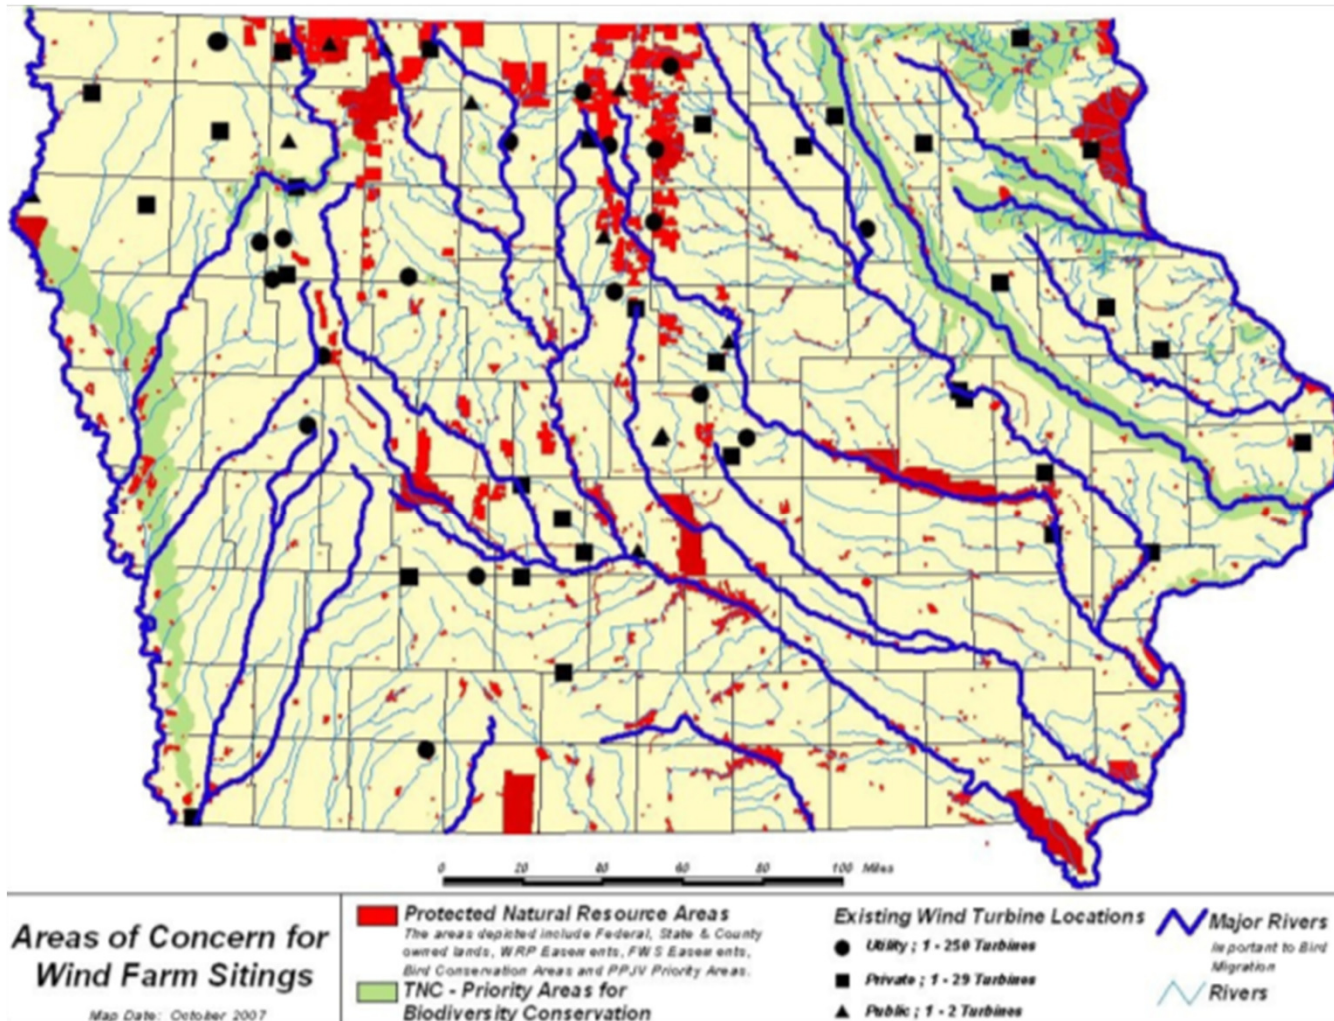 0 20 40 60 80 100 Miles
Areas of Concern for
Wind Farm Sitings
Map Date: October 2007
Protected Natural Resource Areas
The areas depicted include Federal, State & County
owned lands, WRP Easements, FWS Easements,
Bird Conservation Areas and PPJV Priority Areas.
TNC - Priority Areas for
Biodiversity Conservation
Existing Wind Turbine Locations
Utility ; 1 - 250 Turbines
Private ; 1 - 29 Turbines
Public ; 1 - 2 Turbines
Major Rivers
Important to Bird
Migration
Rivers